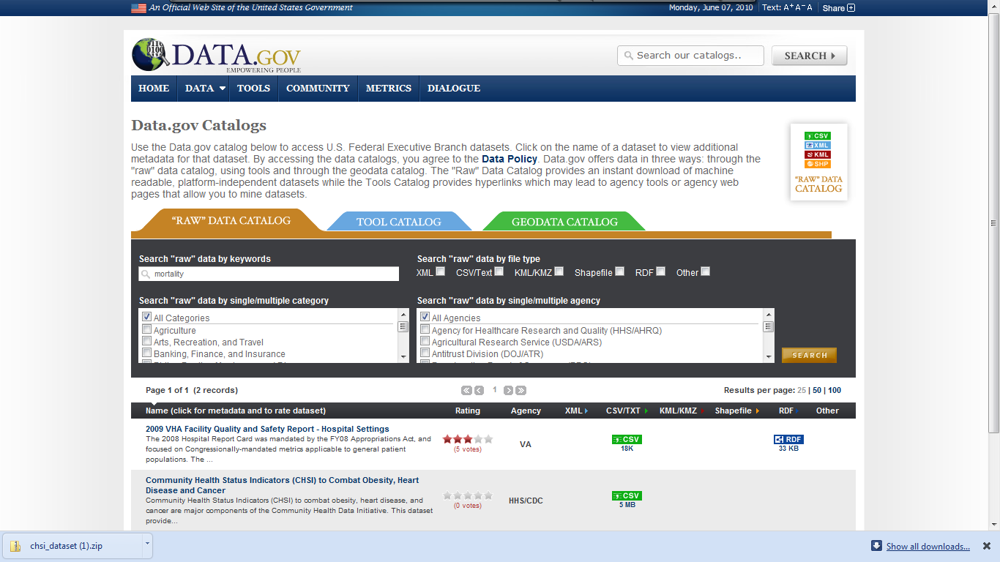 An Official Web Site of the United States Government
Monday, June 07, 2010
Text: A+ A- A
Share
DATA.GOV
EMPOWERING PEOPLE
Search our catalogs..
SEARCH
HOME
DATA
TOOLS
COMMUNITY
METRICS
DIALOGUE
Data.gov Catalogs
Use the Data.gov catalog below to access U.S. Federal Executive Branch datasets. Click on the name of a dataset to view additional
metadata for that dataset. By accessing the data catalogs, you agree to the Data Policy. Data.gov offers data in three ways: through the
"raw" data catalog, using tools and through the geodata catalog. The "Raw" Data Catalog provides an instant download of machine
readable, platform-independent datasets while the Tools Catalog provides hyperlinks which may lead to agency tools or agency web
pages that allow you to mine datasets.
CSV
XML
KML
SHP
"RAW" DATA
CATALOG
"RAW" DATA CATALOG
TOOL CATALOG
GEODATA CATALOG
Search "raw" data by keywords
mortality
Search "raw" data by file type
XML CSV/Text KML/KMZ Shapefile RDF Other
Search "raw" data by single/multiple category
All Categories
Agriculture
Arts, Recreation, and Travel
Banking, Finance, and Insurance
Search "raw" data by single/multiple agency
All Agencies
Agency for Healthcare Research and Quality (HHS/AHRQ)
Agricultural Research Service (USDA/ARS)
Antitrust Division (DOJ/ATR)
SEARCH
Page 1 of 1 (2 records)
1
Results per page: 25 | 50 | 100
Name (click for metadata and to rate dataset) Rating Agency XML CSV/TXT KML/KMZ Shapefile RDF Other
2009 VHA Facility Quality and Safety Report - Hospital Settings
The 2008 Hospital Report Card was mandated by the FY08 Appropriations Act, and
focused on Congressionally-mandated metrics applicable to general patient
populations. The ...
(5 votes)
VA
CSV
18K
RDF
33 KB
Community Health Status Indicators (CHSI) to Combat Obesity, Heart
Disease and Cancer
Community Health Status Indicators (CHSI) to combat obesity, heart disease, and
cancer are major components of the Community Health Data Initiative. This dataset
provide...
(0 votes)
HHS/CDC
CSV
5 MB
chsi_dataset (1).zip
Show all downloads...